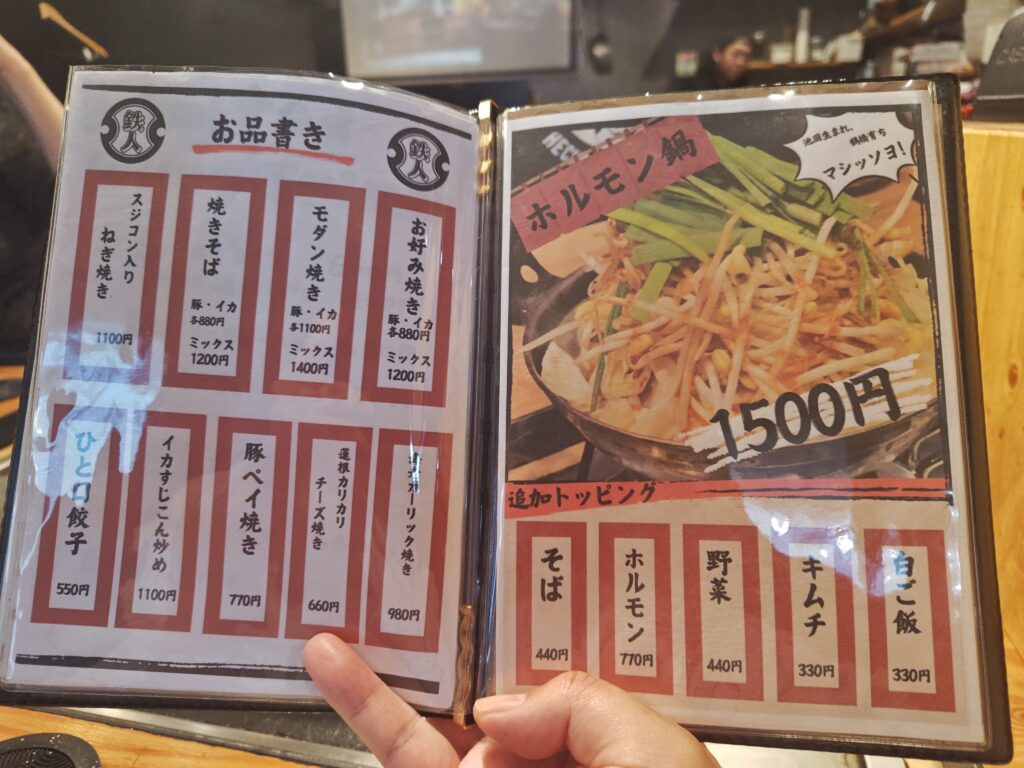 鉄人
お品書き
鉄人
お好み焼き
豚・イカ
各880円
ミックス
1200円
モダン焼き
豚・イカ
各1100円
ミックス
1400円
焼きそば
豚・イカ
各880円
ミックス
1200円
スジコン入り
ねぎ焼き
1100円
ガーリック焼き
980円
蓮根カリカリ
チーズ焼き
660円
豚ペイ焼き
770円
イカすじこん炒め
1100円
ひと口餃子
550円
ホルモン鍋
池田生まれ、
鶴橋育ち
マシッソヨ!
1500円
追加トッピング
そば
440円
ホルモン
770円
野菜
440円
キムチ
330円
白ご飯
330円